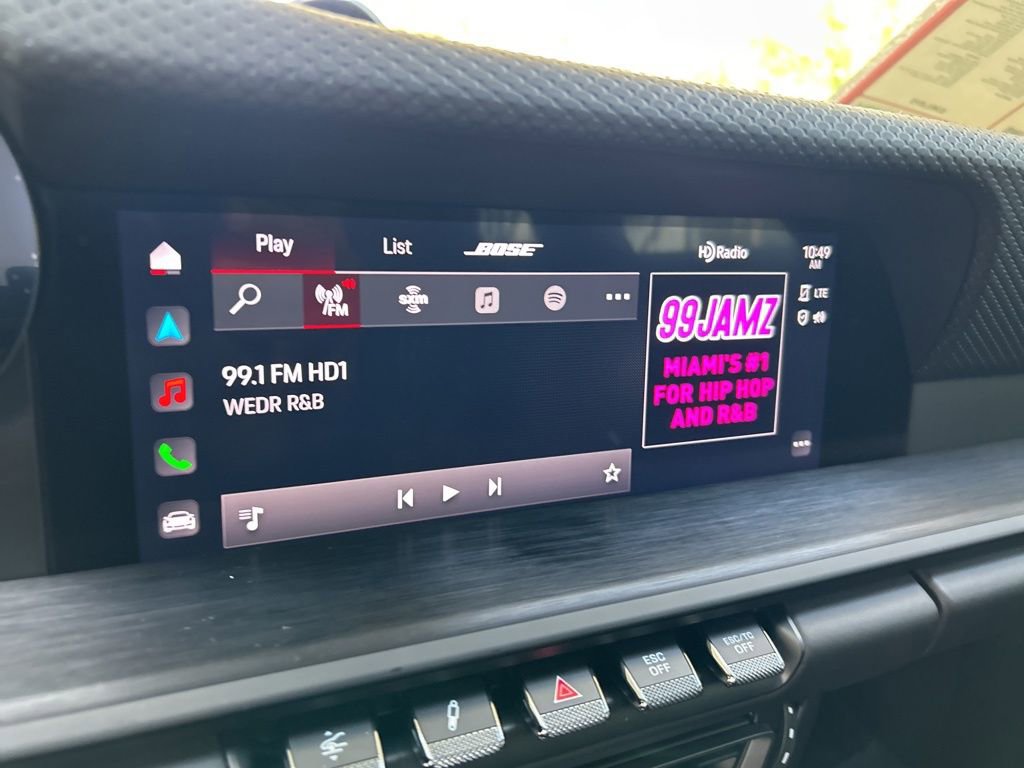 Play
List
BOSE
HD Radio
10:49
AM
FM
sxm
LTE
99.1 FM HD1
WEDR R&B
99JAMZ
MIAMI'S #1
FOR HIP HOP
AND R&B
ESC
OFF
ESC/TC
OFF